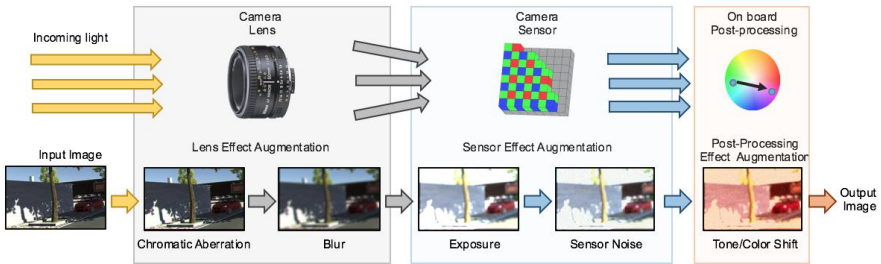 Camera
Lens
Camera
Sensor
On board
Post-processing
Incoming light
Input Image
Lens Effect Augmentation
Sensor Effect Augmentation
Post-Processing
Effect Augmentation
Output
Image
Chromatic Aberration
Blur
Exposure
Sensor Noise
Tone/Color Shift